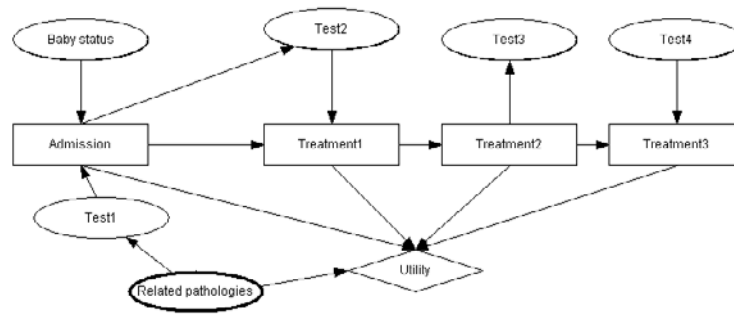 Baby status
Test2
Test3
Test4
Admission
Treatment1
Treatment2
Treatment3
Test1
Utility
Related pathologies